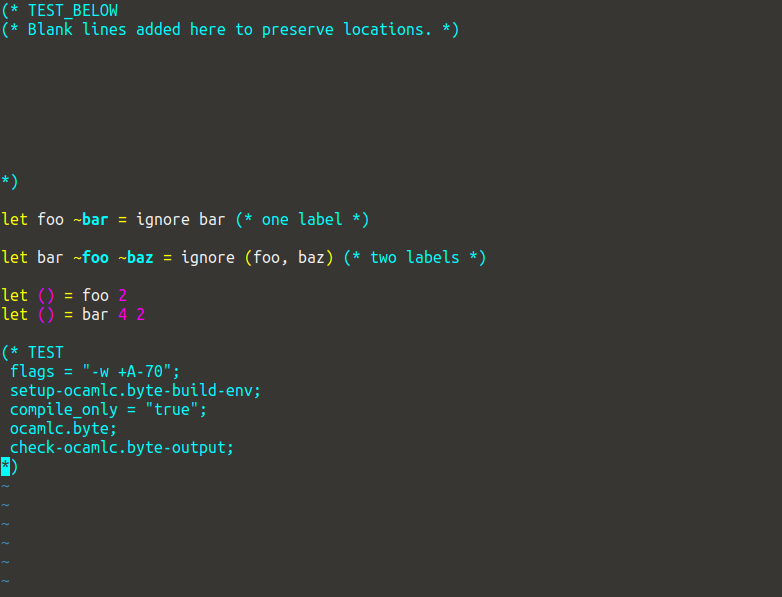 (* TEST_BELOW
(* Blank lines added here to preserve locations. *)
*)
let foo ~bar = ignore bar (* one label *)
let bar ~foo ~baz = ignore (foo, baz) (* two labels *)
let () = foo 2
let () = bar 4 2
(* TEST
 flags = "-w +A-70";
 setup-ocamlc.byte-build-env;
 compile_only = "true";
 ocamlc.byte;
 check-ocamlc.byte-output;
*)
~
~
~
~
~
~